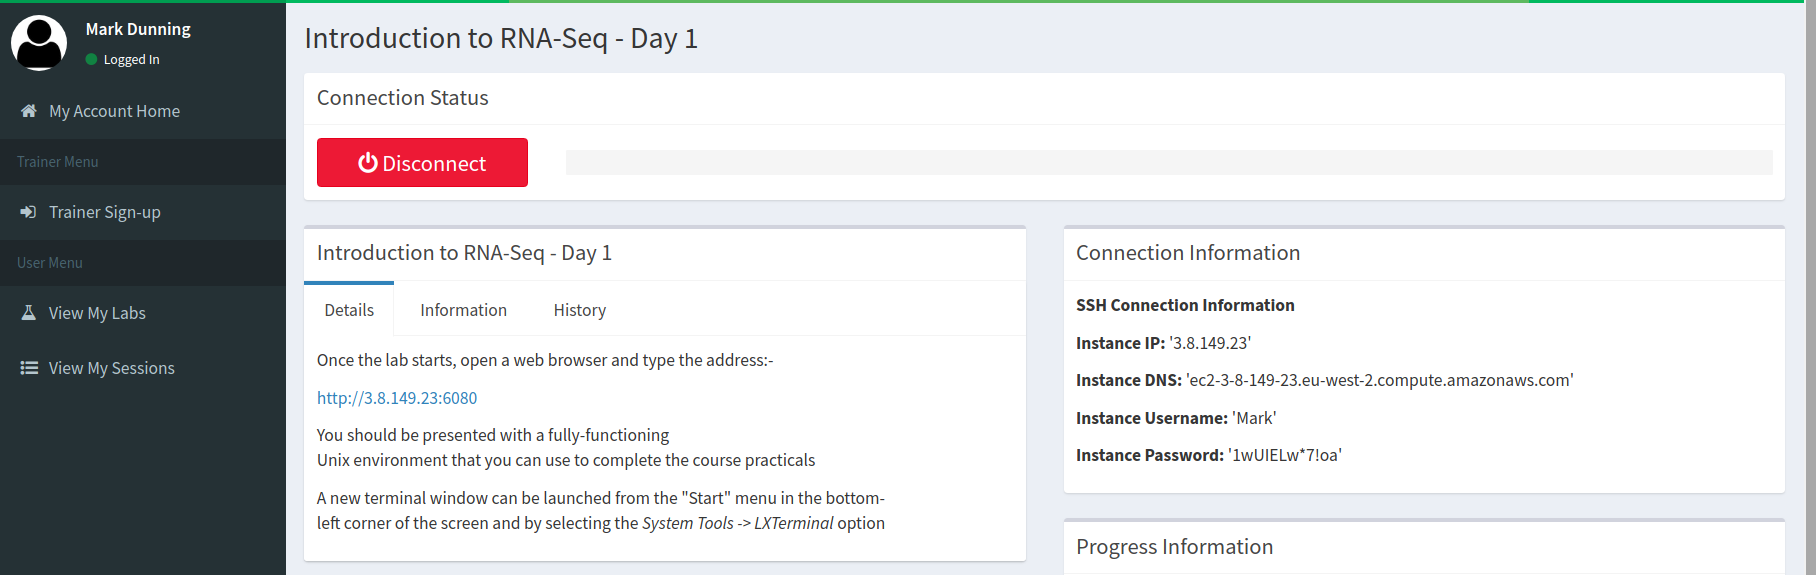 Mark Dunning
Logged In
My Account Home
Trainer Menu
Trainer Sign-up
User Menu
View My Labs
View My Sessions
Introduction to RNA-Seq - Day 1
Connection Status
Disconnect
Introduction to RNA-Seq - Day 1
Details Information History
Once the lab starts, open a web browser and type the address:-
http://3.8.149.23:6080
You should be presented with a fully-functioning
Unix environment that you can use to complete the course practicals
A new terminal window can be launched from the "Start" menu in the bottom-
left corner of the screen and by selecting the System Tools -> LXTerminal option
Connection Information
SSH Connection Information
Instance IP: '3.8.149.23'
Instance DNS: 'ec2-3-8-149-23.eu-west-2.compute.amazonaws.com'
Instance Username: 'Mark'
Instance Password: '1wUIELw*7!oa'
Progress Information